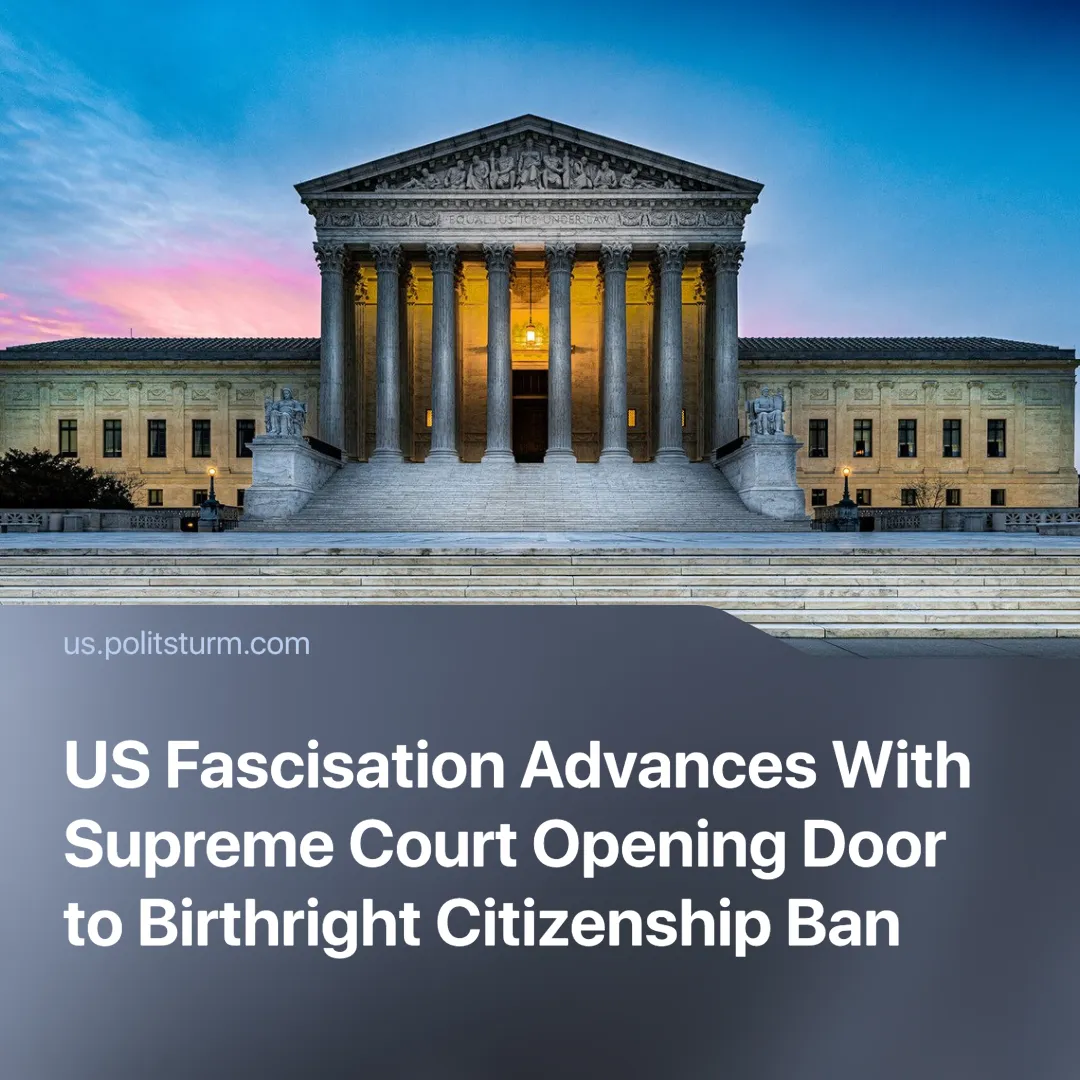 EQUAL JUSTICE UNDER LAW
us.politsturm.com
US Fascisation Advances With
Supreme Court Opening Door
to Birthright Citizenship Ban